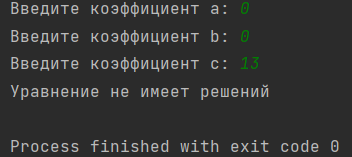 Введите коэффициент a: 0
Введите коэффициент b: 0
Введите коэффициент c: 13
Уравнение не имеет решений
Process finished with exit code 0